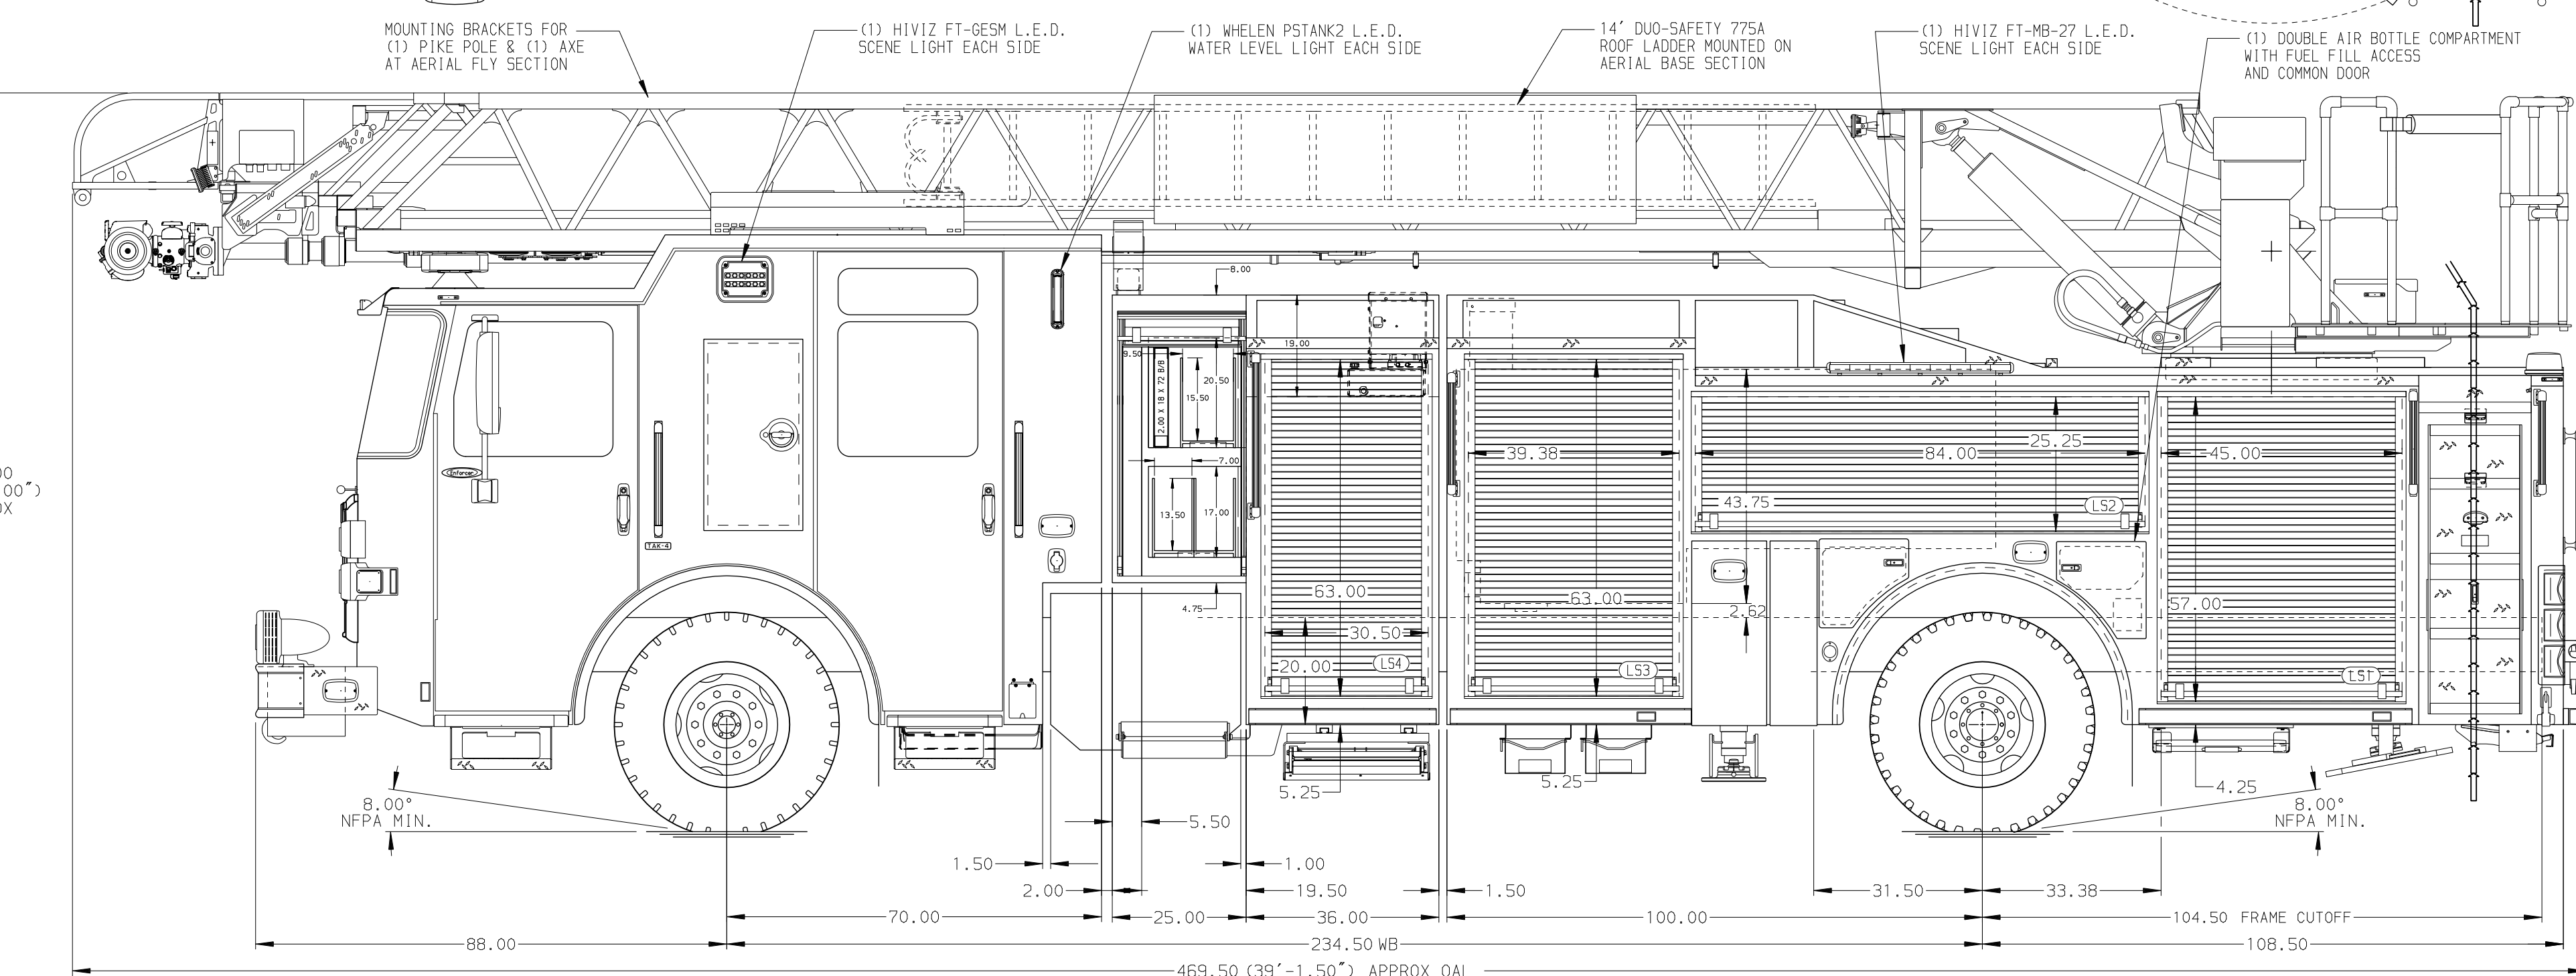 MOUNTING BRACKETS FOR
(1) PIKE POLE & (1) AXE
AT AERIAL FLY SECTION
(1) HIVIZ FT-GESM L.E.D.
SCENE LIGHT EACH SIDE
(1) WHELEN PSTANK2 L.E.D.
WATER LEVEL LIGHT EACH SIDE
14' DUO-SAFETY 775A
ROOF LADDER MOUNTED ON
AERIAL BASE SECTION
(1) HIVIZ FT-MB-27 L.E.D.
SCENE LIGHT EACH SIDE
(1) DOUBLE AIR BOTTLE COMPARTMENT
WITH FUEL FILL ACCESS
AND COMMON DOOR
8.00
19.00
9.50
2.00 X 18 X 72 B/B
20.50
15.50
7.00
13.50
17.00
4.75
Enforcer
TAK-4
39.38
84.00
25.25
45.00
43.75
LS2
63.00
63.00
2.62
57.00
30.50
20.00
LS4
LS3
LS1
00
00")
OX
5.25
5.25
4.25
8.00°
NFPA MIN.
8.00°
NFPA MIN.
5.50
1.50
1.00
2.00
19.50
1.50
31.50
33.38
70.00
25.00
36.00
100.00
104.50 FRAME CUTOFF
88.00
234.50 WB
108.50
469.50 (39'-1.50") APPROX OAL